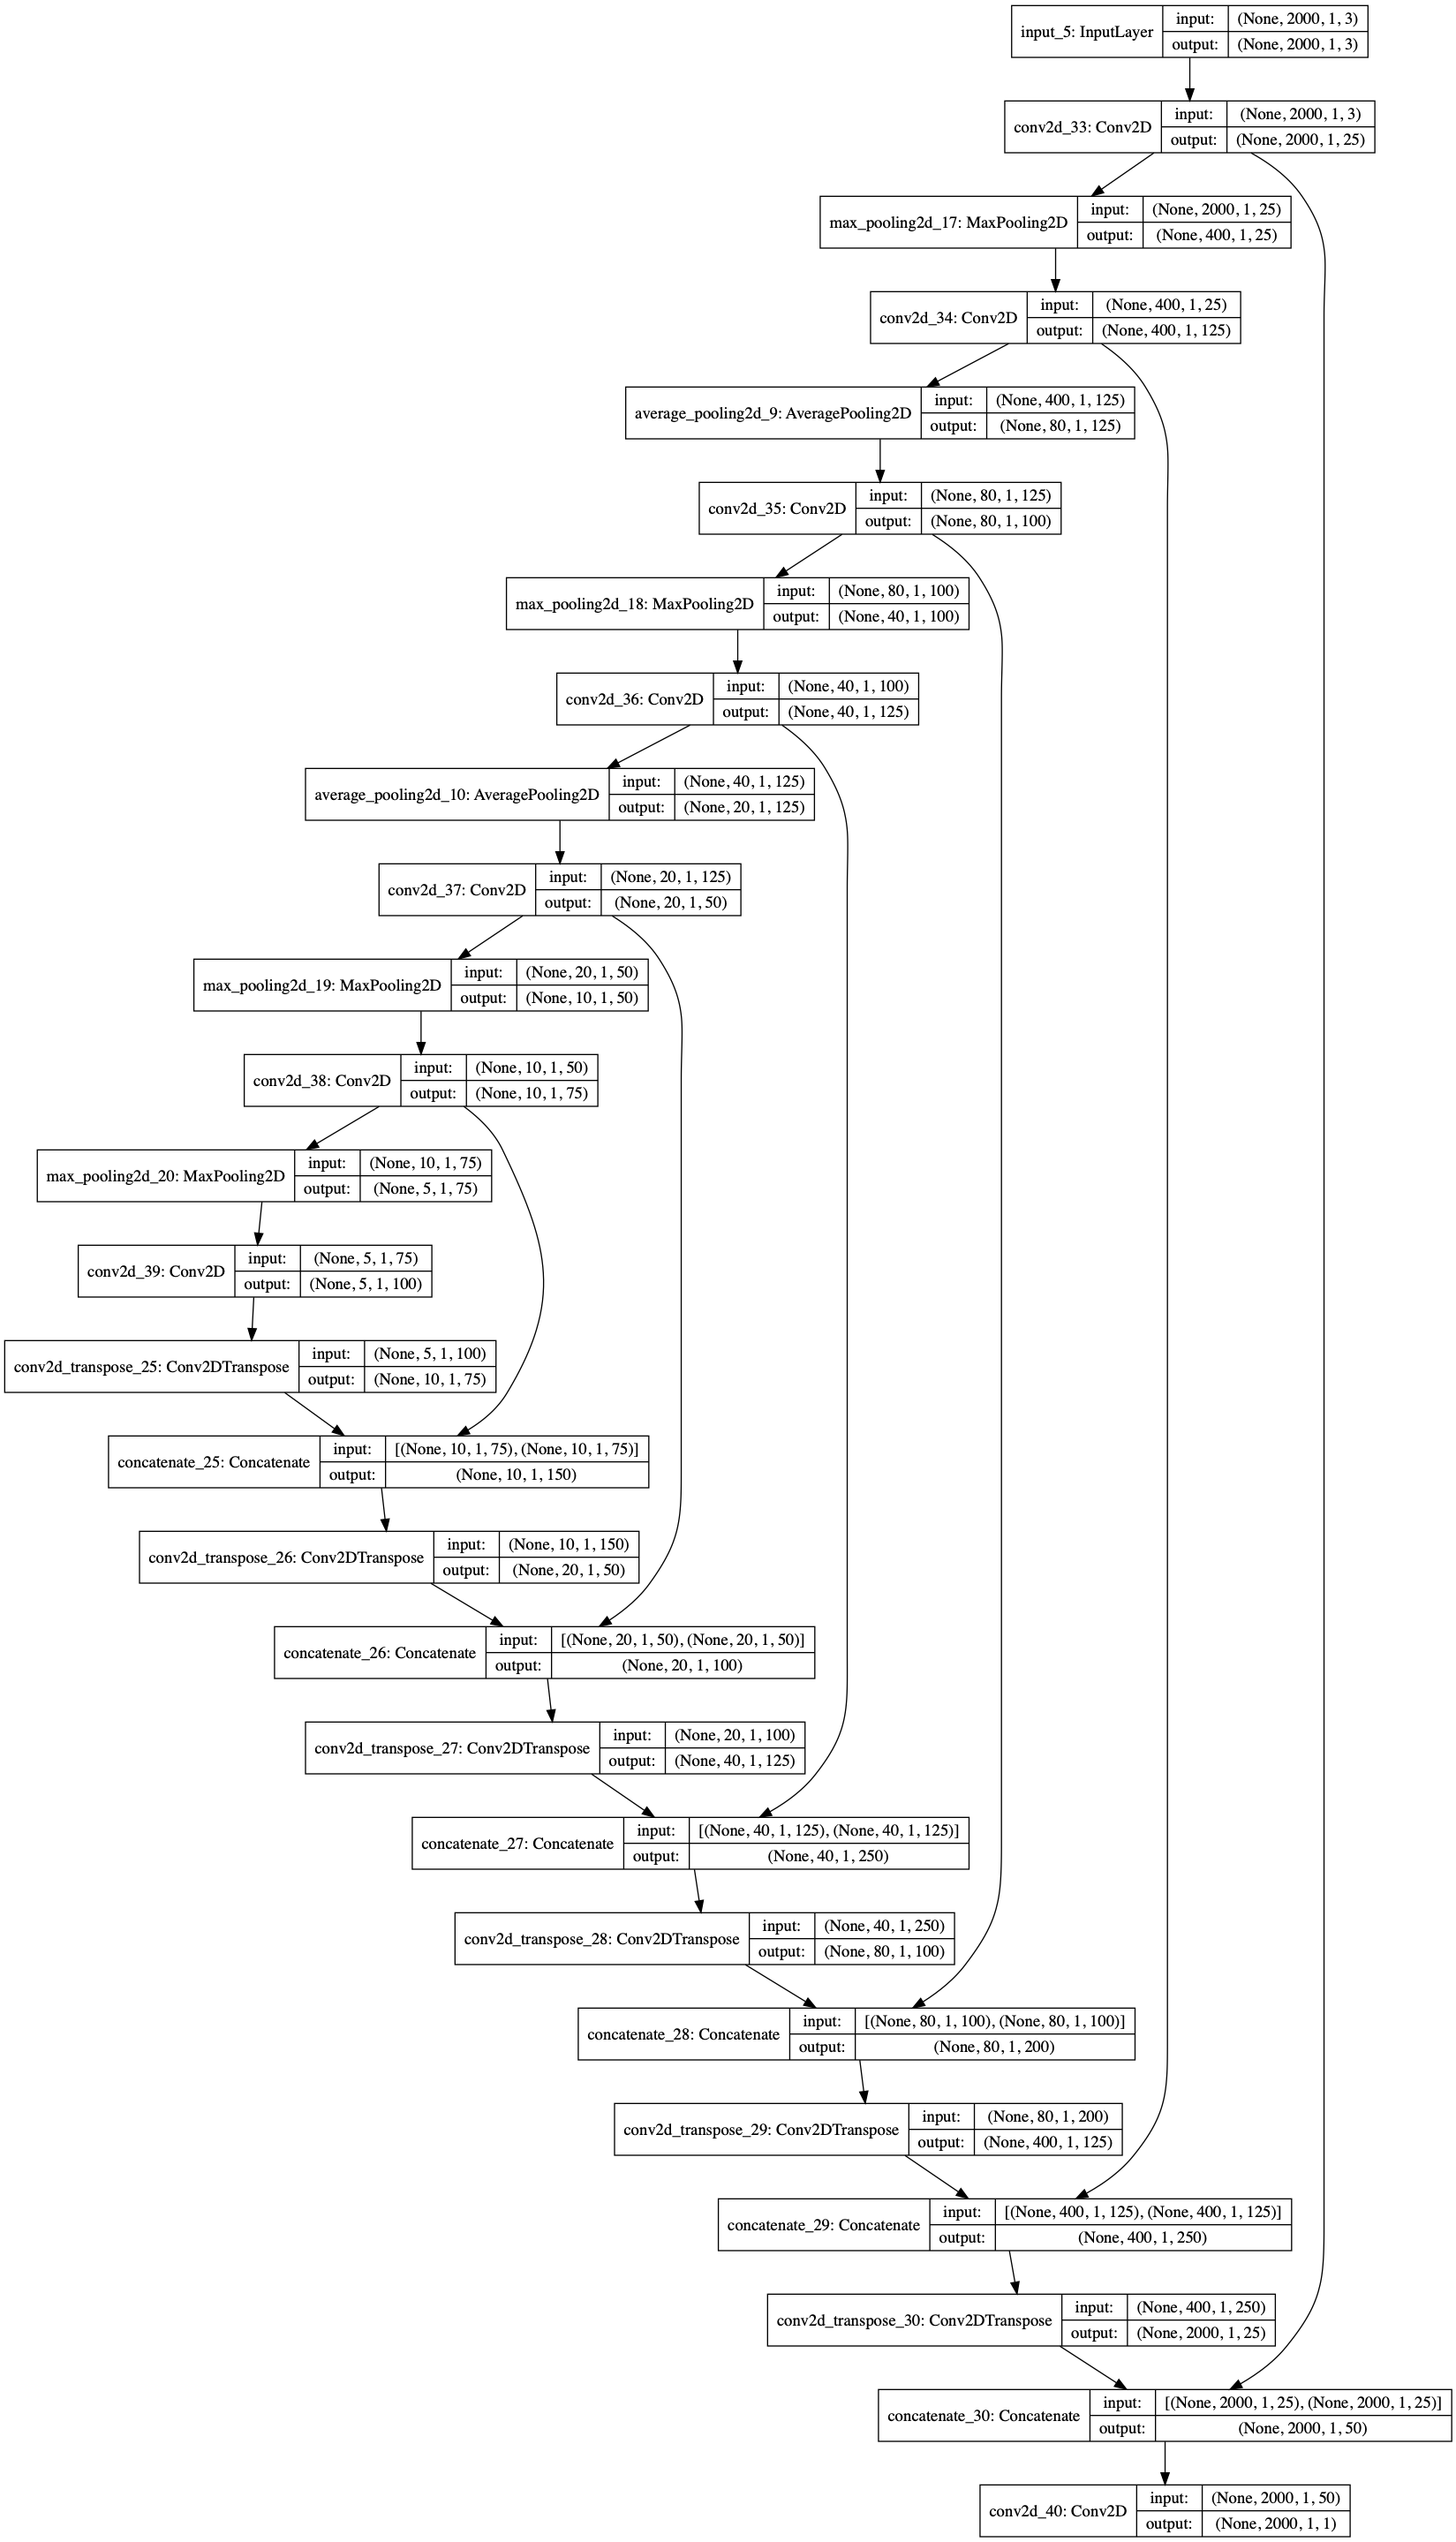 input_5: InputLayer
input:
(None, 2000, 1, 3)
output:
(None, 2000, 1, 3)
conv2d_33: Conv2D
input:
(None, 2000, 1, 3)
output:
(None, 2000, 1, 25)
max_pooling2d_17: MaxPooling2D
input:
(None, 2000, 1, 25)
output:
(None, 400, 1, 25)
conv2d_34: Conv2D
input:
(None, 400, 1, 25)
output:
(None, 400, 1, 125)
average_pooling2d_9: AveragePooling2D
input:
(None, 400, 1, 125)
output:
(None, 80, 1, 125)
conv2d_35: Conv2D
input:
(None, 80, 1, 125)
output:
(None, 80, 1, 100)
max_pooling2d_18: MaxPooling2D
input:
(None, 80, 1, 100)
output:
(None, 40, 1, 100)
conv2d_36: Conv2D
input:
(None, 40, 1, 100)
output:
(None, 40, 1, 125)
average_pooling2d_10: AveragePooling2D
input:
(None, 40, 1, 125)
output:
(None, 20, 1, 125)
conv2d_37: Conv2D
input:
(None, 20, 1, 125)
output:
(None, 20, 1, 50)
max_pooling2d_19: MaxPooling2D
input:
(None, 20, 1, 50)
output:
(None, 10, 1, 50)
conv2d_38: Conv2D
input:
(None, 10, 1, 50)
output:
(None, 10, 1, 75)
max_pooling2d_20: MaxPooling2D
input:
(None, 10, 1, 75)
output:
(None, 5, 1, 75)
conv2d_39: Conv2D
input:
(None, 5, 1, 75)
output:
(None, 5, 1, 100)
conv2d_transpose_25: Conv2DTranspose
input:
(None, 5, 1, 100)
output:
(None, 10, 1, 75)
concatenate_25: Concatenate
input:
[(None, 10, 1, 75), (None, 10, 1, 75)]
output:
(None, 10, 1, 150)
conv2d_transpose_26: Conv2DTranspose
input:
(None, 10, 1, 150)
output:
(None, 20, 1, 50)
concatenate_26: Concatenate
input:
[(None, 20, 1, 50), (None, 20, 1, 50)]
output:
(None, 20, 1, 100)
conv2d_transpose_27: Conv2DTranspose
input:
(None, 20, 1, 100)
output:
(None, 40, 1, 125)
concatenate_27: Concatenate
input:
[(None, 40, 1, 125), (None, 40, 1, 125)]
output:
(None, 40, 1, 250)
conv2d_transpose_28: Conv2DTranspose
input:
(None, 40, 1, 250)
output:
(None, 80, 1, 100)
concatenate_28: Concatenate
input:
[(None, 80, 1, 100), (None, 80, 1, 100)]
output:
(None, 80, 1, 200)
conv2d_transpose_29: Conv2DTranspose
input:
(None, 80, 1, 200)
output:
(None, 400, 1, 125)
concatenate_29: Concatenate
input:
[(None, 400, 1, 125), (None, 400, 1, 125)]
output:
(None, 400, 1, 250)
conv2d_transpose_30: Conv2DTranspose
input:
(None, 400, 1, 250)
output:
(None, 2000, 1, 25)
concatenate_30: Concatenate
input:
[(None, 2000, 1, 25), (None, 2000, 1, 25)]
output:
(None, 2000, 1, 50)
conv2d_40: Conv2D
input:
(None, 2000, 1, 50)
output:
(None, 2000, 1, 1)